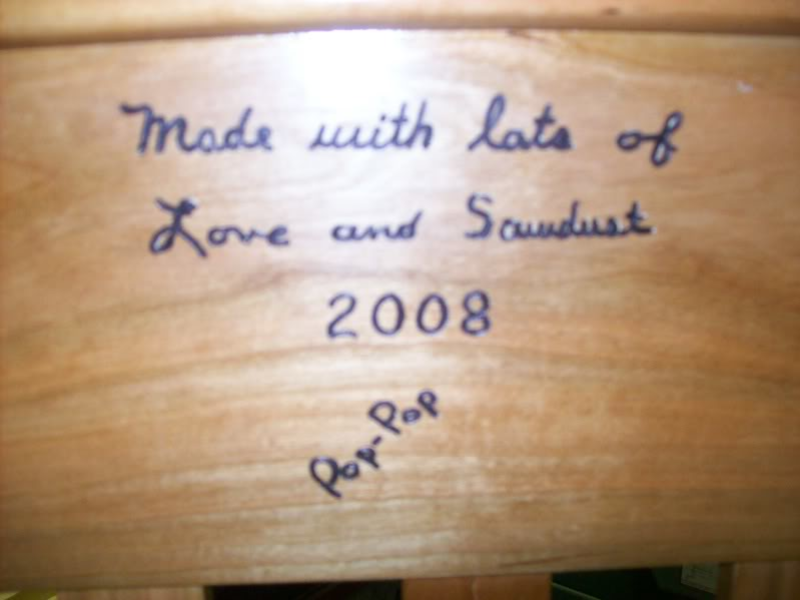 Made with lots of
Love and Sawdust
2008
Pop-Pop